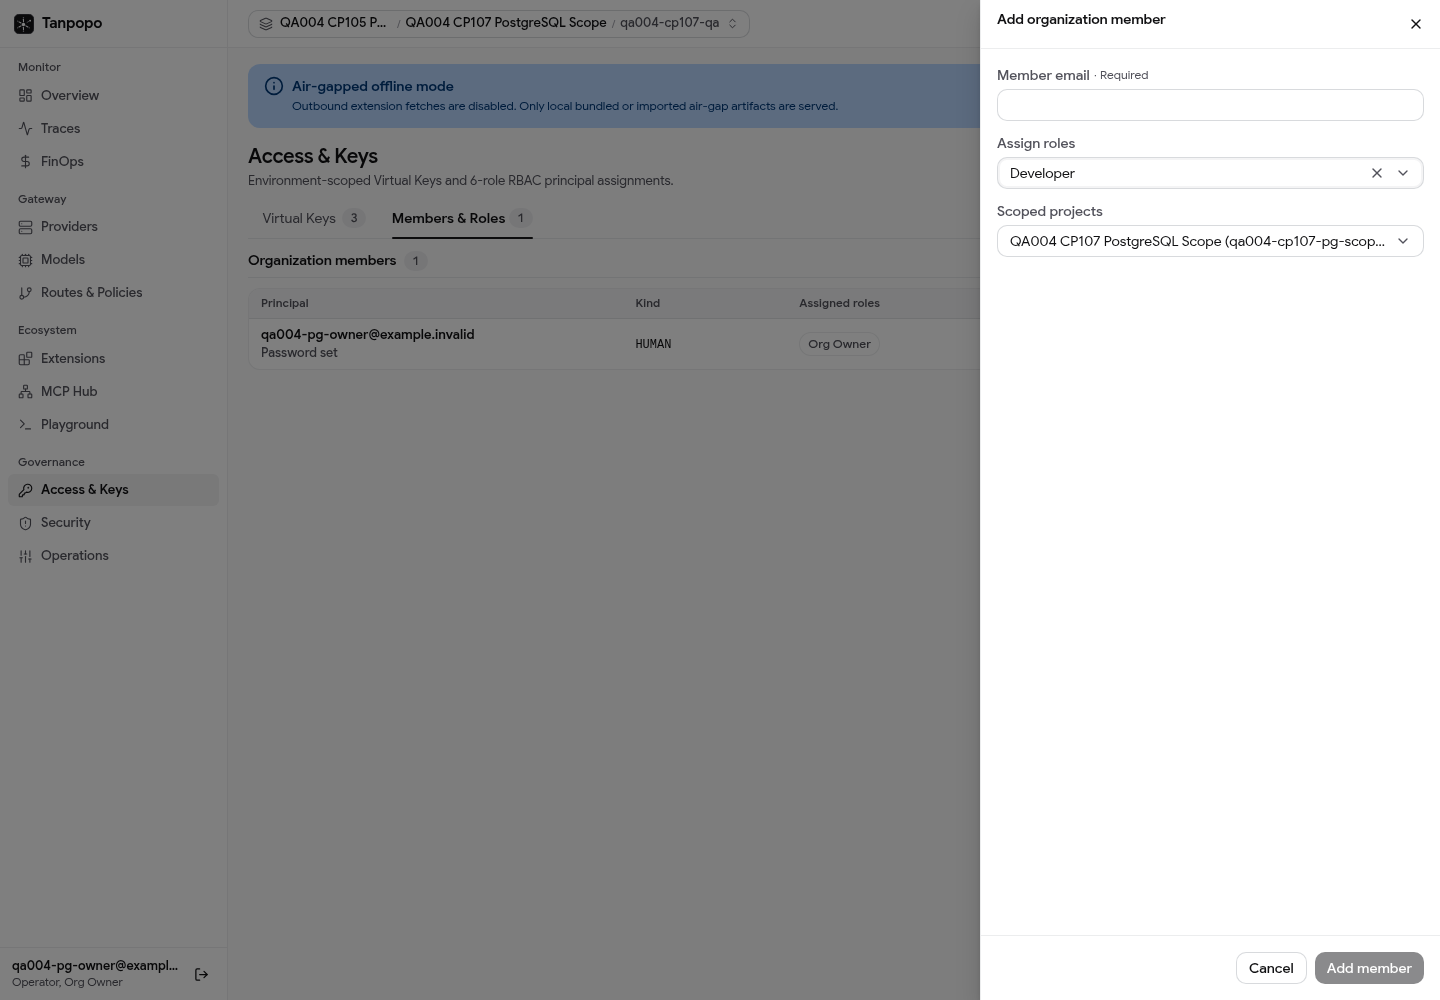 Tanpopo
Monitor
Overview
Traces
FinOps
Gateway
Providers
Models
Routes & Policies
Ecosystem
Extensions
MCP Hub
Playground
Governance
Access & Keys
Security
Operations
qa004-pg-owner@exampl...
Operator, Org Owner
QA004 CP105 P... / QA004 CP107 PostgreSQL Scope / qa004-cp107-qa
Air-gapped offline mode
Outbound extension fetches are disabled. Only local bundled or imported air-gap artifacts are served.
Access & Keys
Environment-scoped Virtual Keys and 6-role RBAC principal assignments.
Virtual Keys 3 Members & Roles 1
Organization members 1
Principal Kind Assigned roles
qa004-pg-owner@example.invalid HUMAN Org Owner
Password set
Add organization member
Member email · Required
Assign roles
Developer
Scoped projects
QA004 CP107 PostgreSQL Scope (qa004-cp107-pg-scop...
Cancel Add member